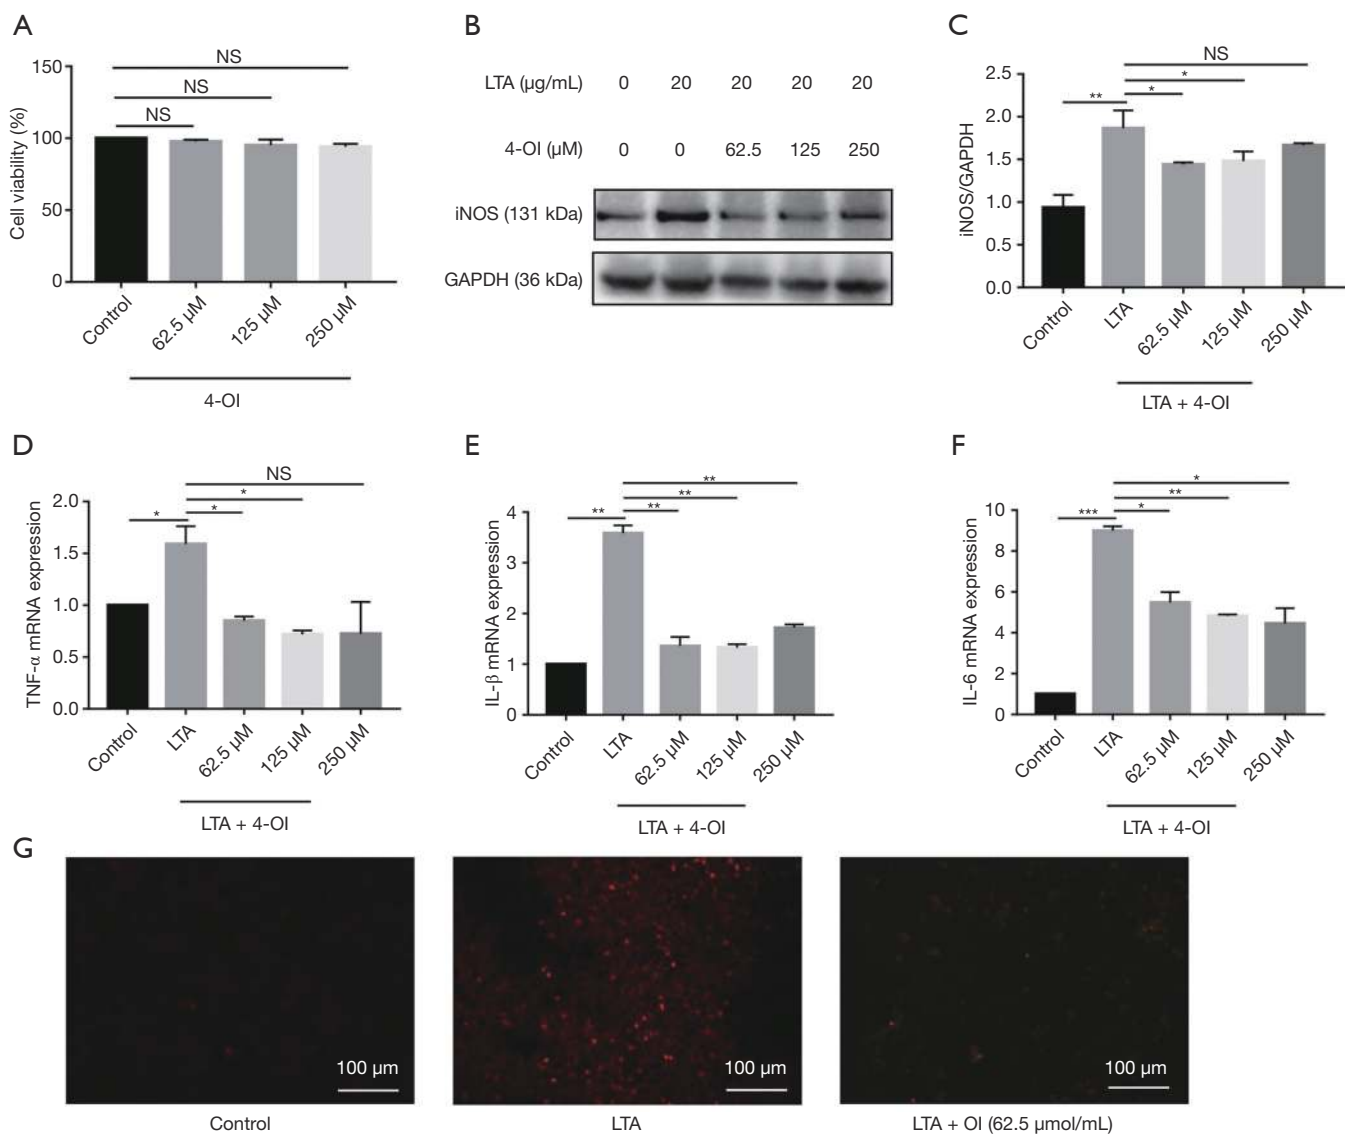 A
NS
NS
NS
150
100
50
0
Cell viability (%)
Control
62.5 μM
125 μM
250 μM
4-OI
B
LTA (μg/mL) 0 20 20 20 20
4-OI (μM) 0 0 62.5 125 250
iNOS (131 kDa)
GAPDH (36 kDa)
C
NS
*
*
**
2.5
2.0
1.5
1.0
0.5
0.0
iNOS/GAPDH
Control
LTA
62.5 μM
125 μM
250 μM
LTA + 4-OI
D
NS
*
*
*
2.0
1.5
1.0
0.5
0.0
TNF-α mRNA expression
Control
LTA
62.5 μM
125 μM
250 μM
LTA + 4-OI
E
**
**
**
**
4
3
2
1
0
IL-β mRNA expression
Control
LTA
62.5 μM
125 μM
250 μM
LTA + 4-OI
F
*
**
*
***
10
8
6
4
2
0
IL-6 mRNA expression
Control
LTA
62.5 μM
125 μM
250 μM
LTA + 4-OI
G
100 μm
100 μm
100 μm
Control
LTA
LTA + OI (62.5 μmol/mL)